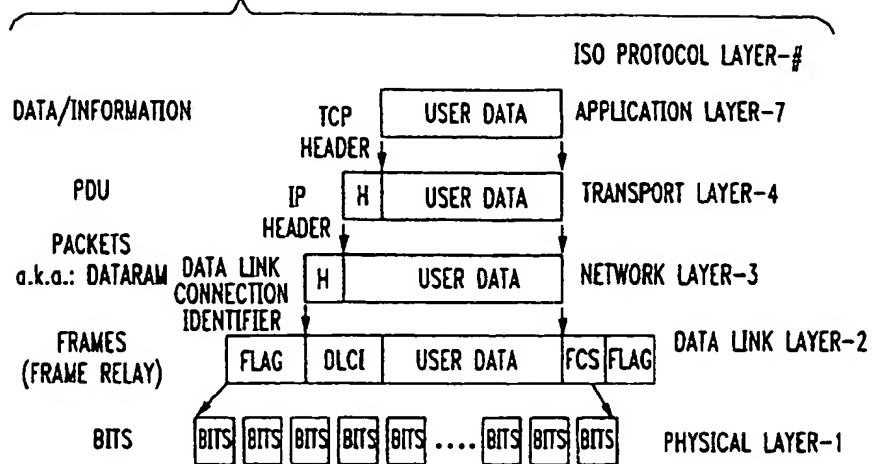 ISO PROTOCOL LAYER-#
DATA/INFORMATION
TCP
HEADER
USER DATA
APPLICATION LAYER-7
PDU
IP
HEADER
H
USER DATA
TRANSPORT LAYER-4
PACKETS
a.k.a.: DATARAM
DATA LINK
CONNECTION
IDENTIFIER
H
USER DATA
NETWORK LAYER-3
FRAMES
(FRAME RELAY)
FLAG
DLCI
USER DATA
FCS
FLAG
DATA LINK LAYER-2
BITS
BITS BITS BITS BITS BITS .... BITS BITS BITS
PHYSICAL LAYER-1